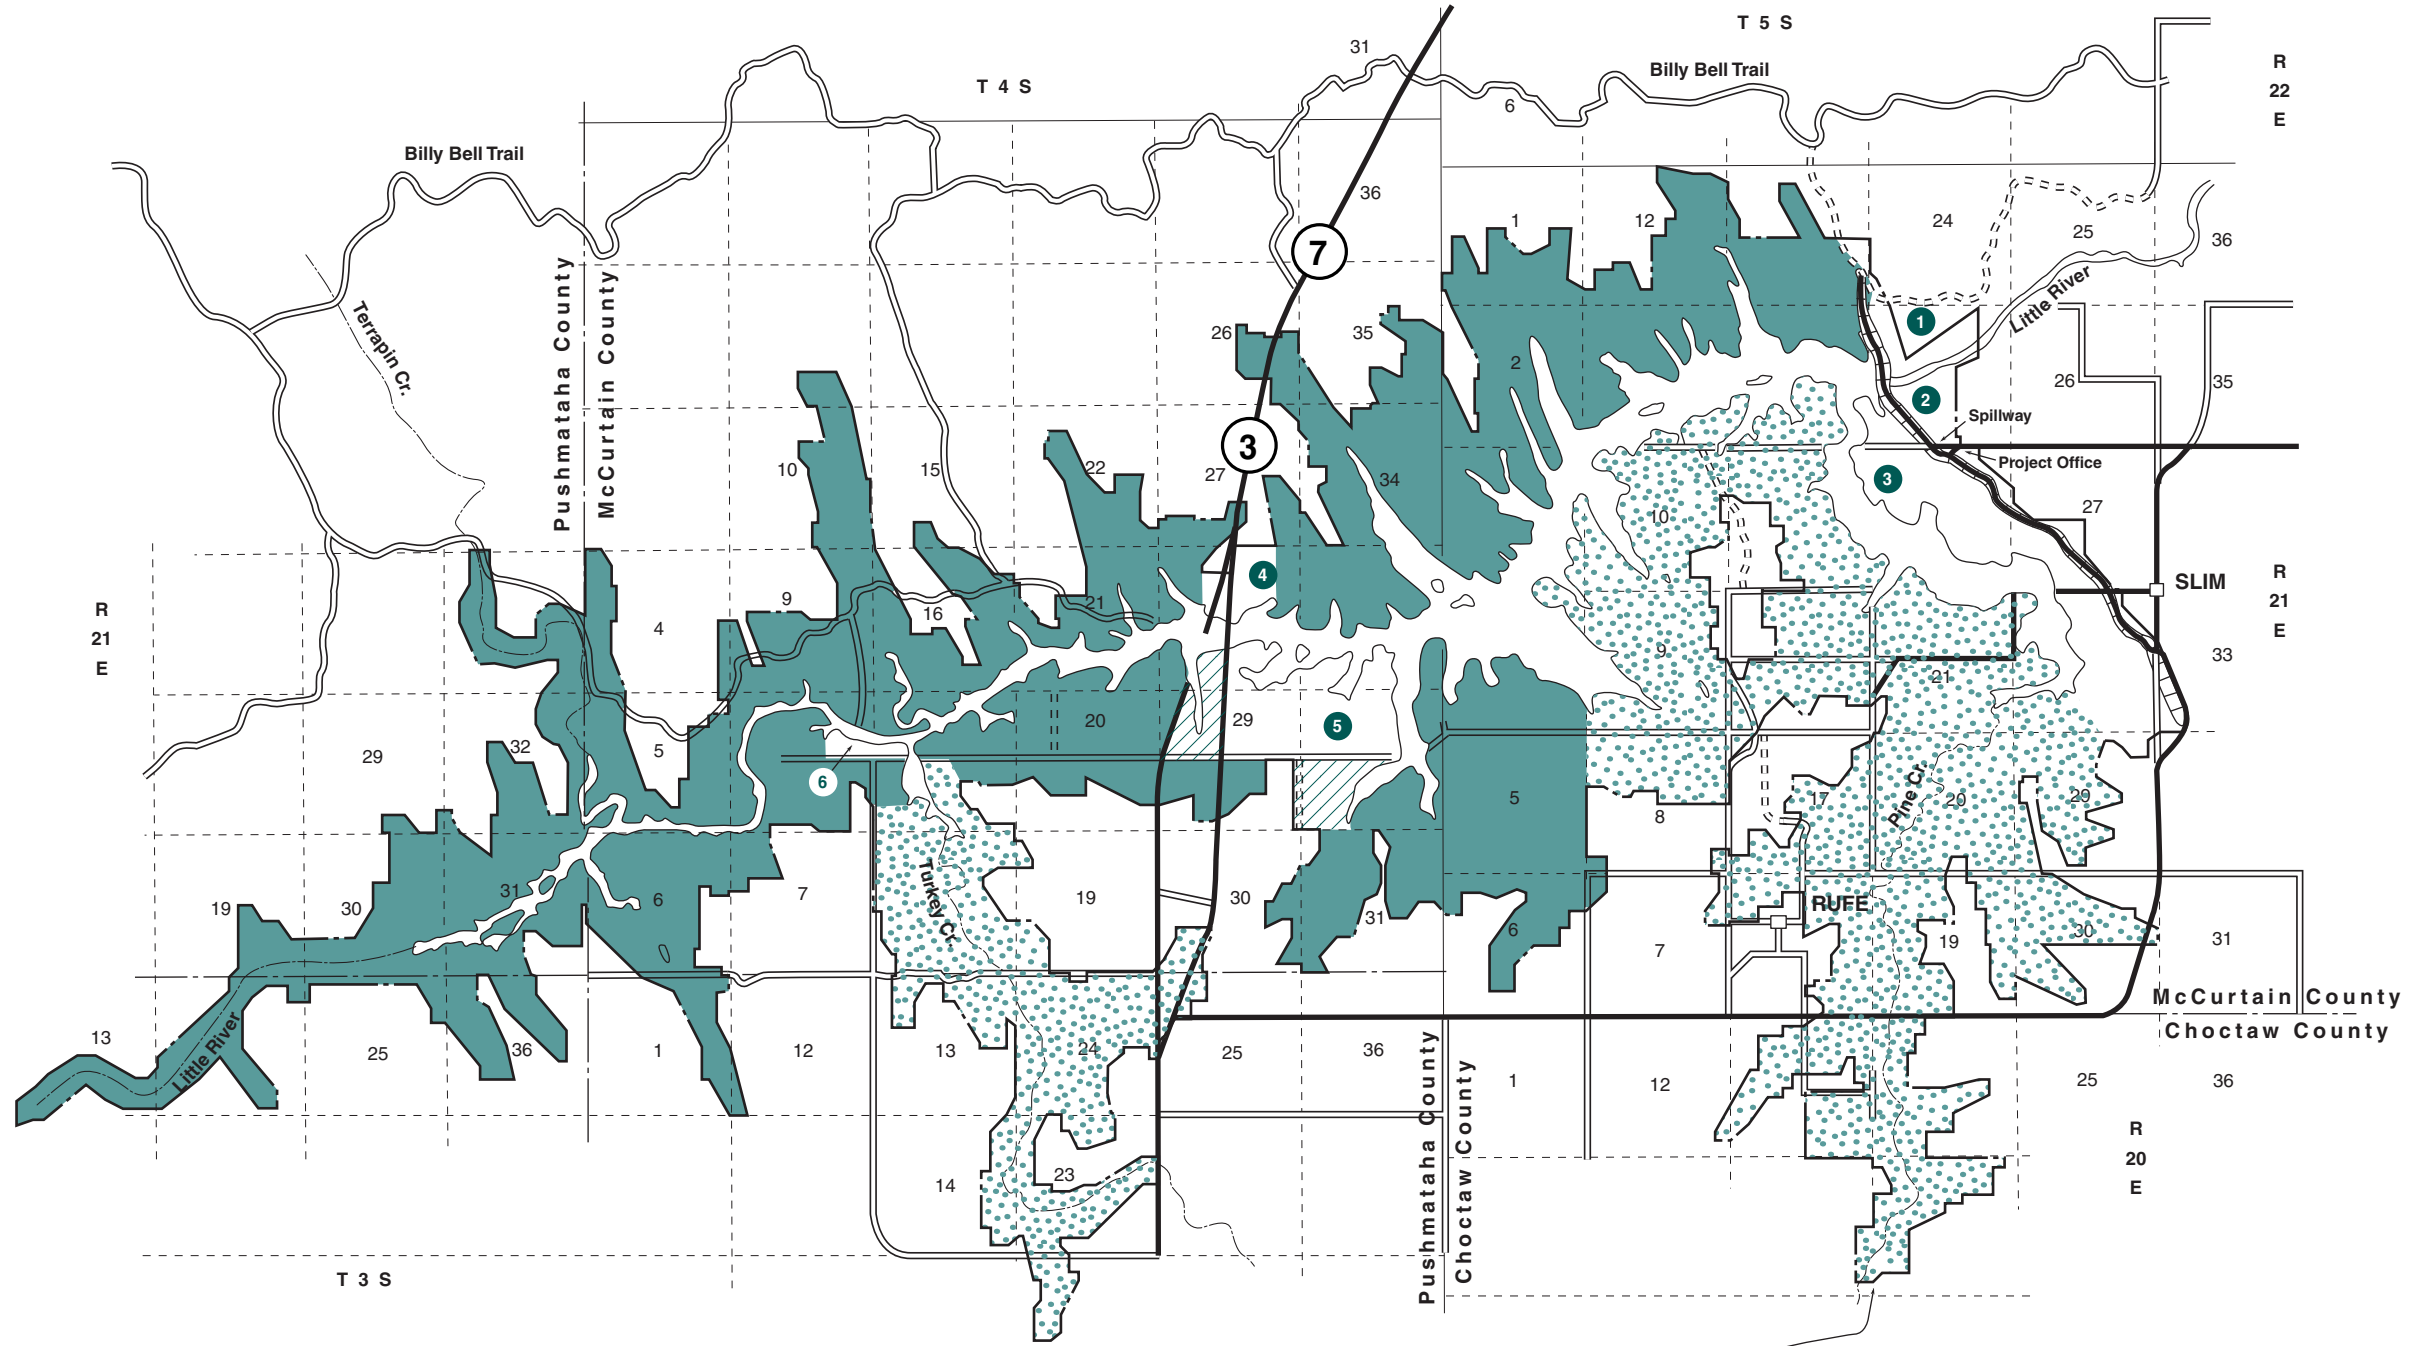 T 5 S
31
R
22
E
Billy Bell Trail
T 4 S
6
Billy Bell Trail
36
1
12
24
25
36
7
Pushmataha County
McCurtain County
Terrapin Cr.
Little River
26
35
1
2
26
35
2
Spillway
3
10
15
22
27
34
Project Office
3
27
10
4
SLIM
R
21
E
R
21
E
9
16
21
4
9
33
21
20
29
5
32
5
29
6
5
17
20
29
8
Pine Cr.
Turkey Cr.
31
6
7
19
30
31
6
19
30
RUFE
7
19
30
31
McCurtain County
Choctaw County
13
Little River
25
36
1
12
13
24
25
36
1
12
25
36
Pushmataha County
Choctaw County
R
20
E
14
23
T 3 S